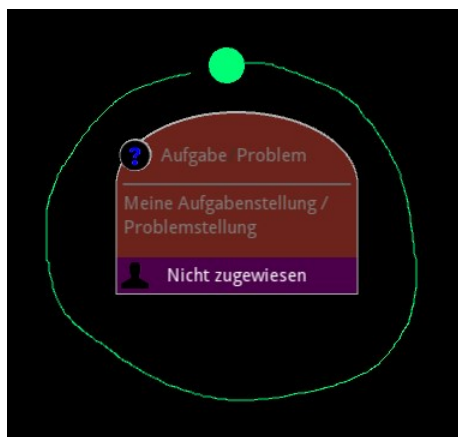 ? Aufgabe Problem
Meine Aufgabenstellung /
Problemstellung
Nicht zugewiesen